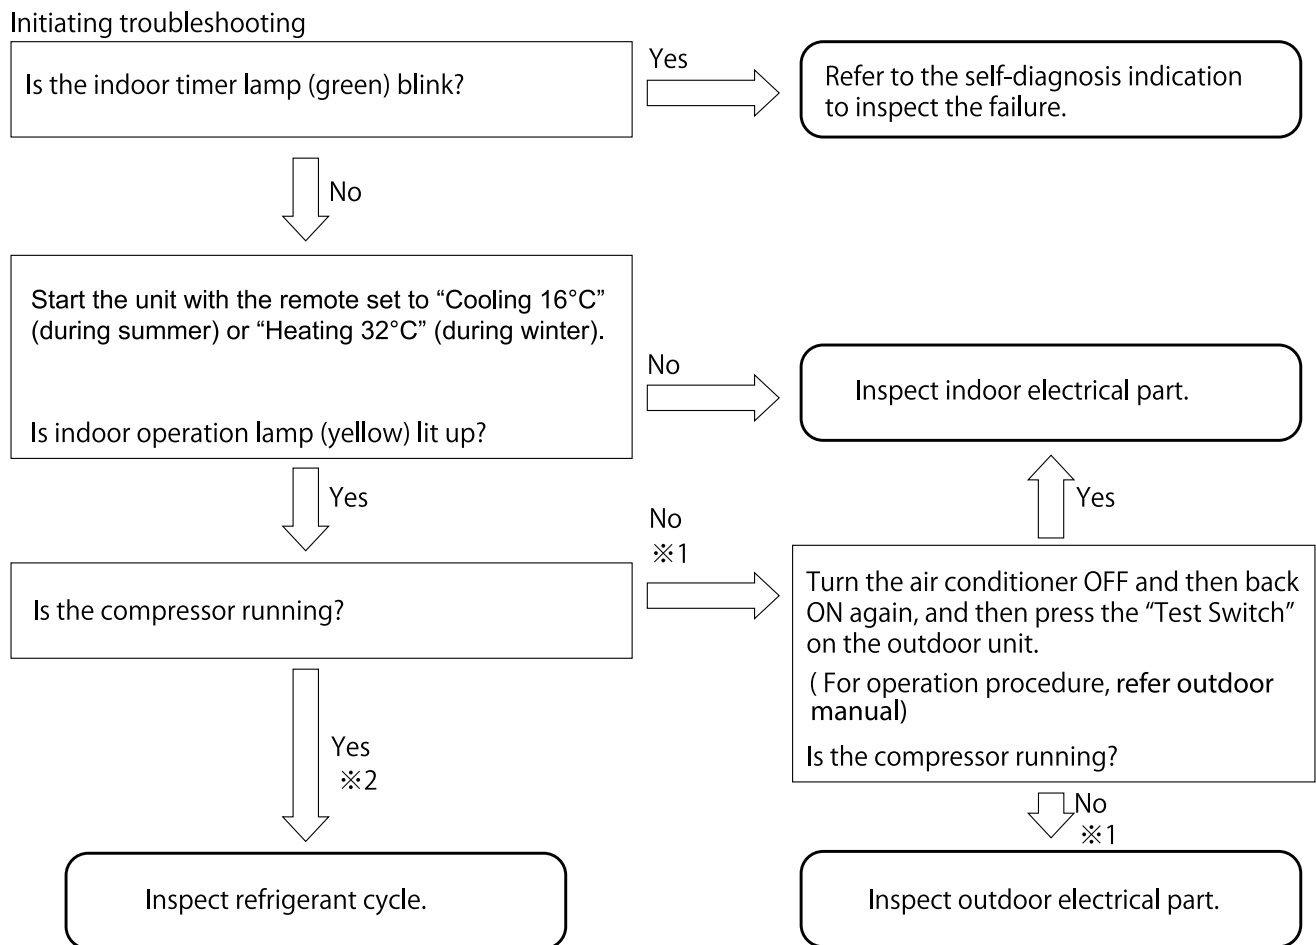 Initiating troubleshooting
Is the indoor timer lamp (green) blink?
Yes
Refer to the self-diagnosis indication
to inspect the failure.
No
Start the unit with the remote set to “Cooling 16°C”
(during summer) or “Heating 32°C” (during winter).
Is indoor operation lamp (yellow) lit up?
No
Inspect indoor electrical part.
Yes
Yes
No
※1
Is the compressor running?
Turn the air conditioner OFF and then back
ON again, and then press the “Test Switch”
on the outdoor unit.
( For operation procedure, refer outdoor
manual)
Is the compressor running?
Yes
※2
No
※1
Inspect refrigerant cycle.
Inspect outdoor electrical part.